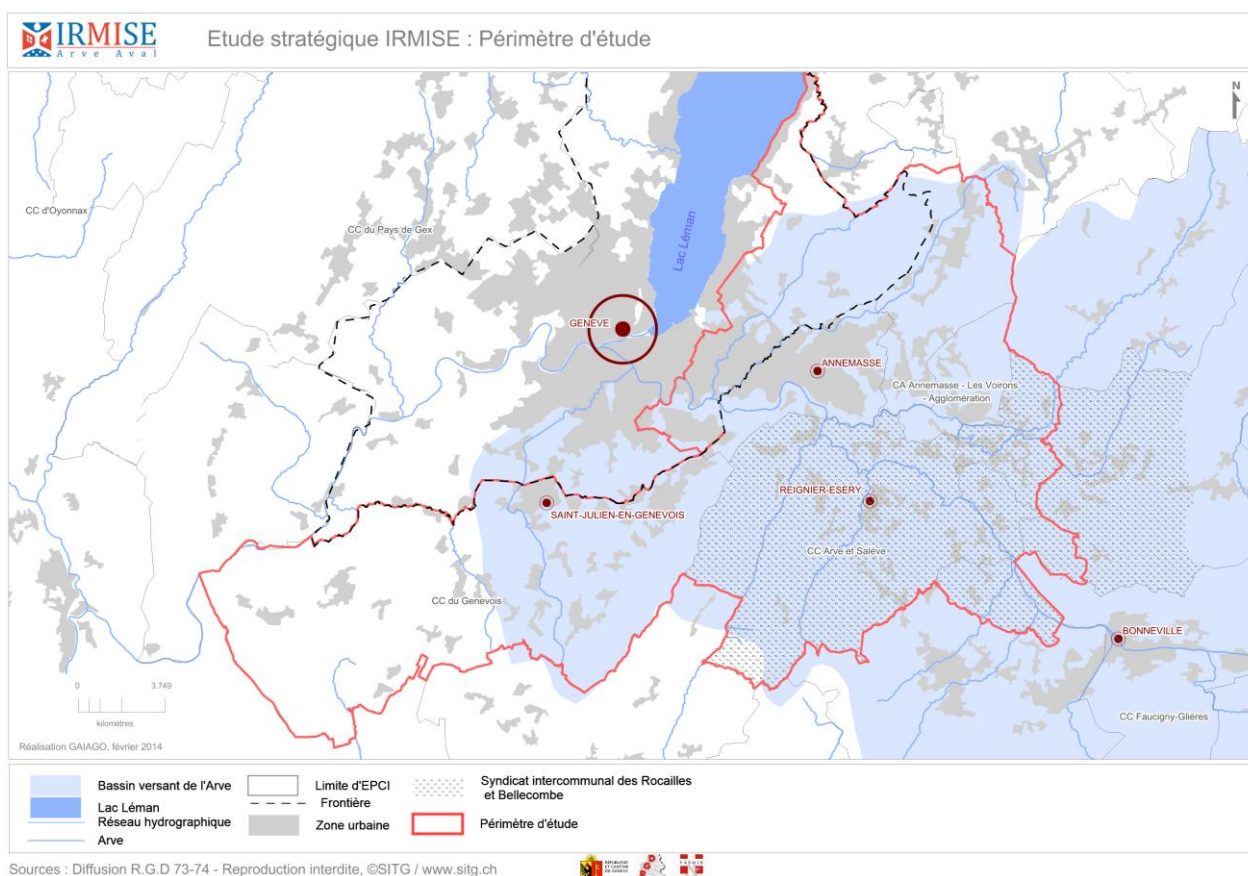 IRMISE
Arve Aval
Etude stratégique IRMISE : Périmètre d'étude
N
CC d'Oyonnax
CC du Pays de Gex
Lac Léman
GENEVE
ANNEMASSE
CA Annemasse - Les Voirons
- Agglomération
REIGNIER-ESERY
SAINT-JULIEN-EN-GENEVOIS
CC Arve et Salève
CC du Genevois
BONNEVILLE
CC Faucigny-Glières
0 3.749
kilomètres
Réalisation GAIAGO, février 2014
Bassin versant de l'Arve
Lac Léman
Réseau hydrographique
Arve
Limite d'EPCI
Frontière
Zone urbaine
Syndicat intercommunal des Rocailles
et Bellecombe
Périmètre d'étude
Sources : Diffusion R.G.D 73-74 - Reproduction interdite, ©SITG / www.sitg.ch